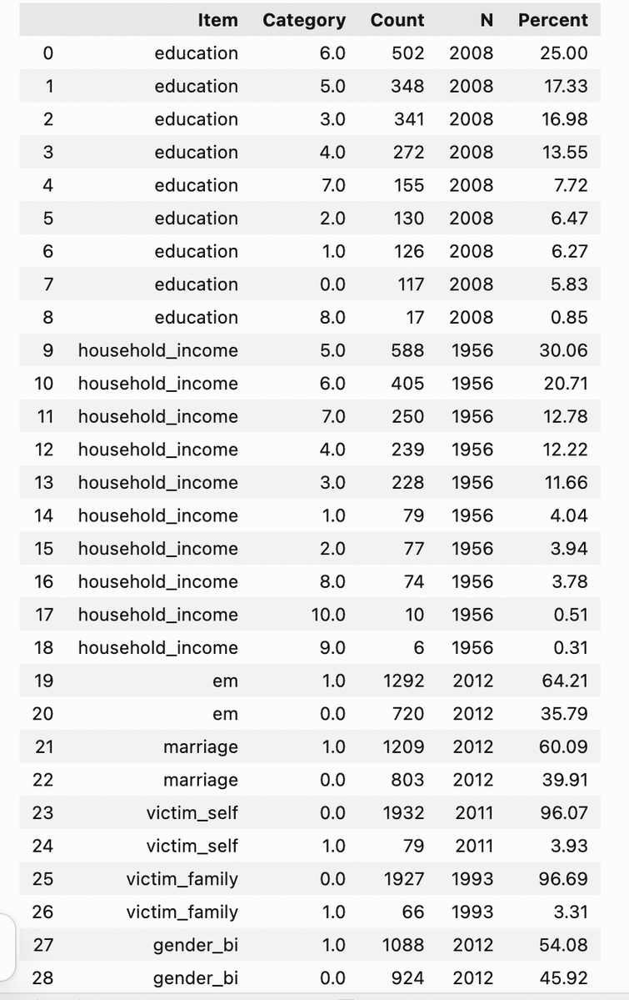 Item Category Count N Percent
0 education 6.0 502 2008 25.00
1 education 5.0 348 2008 17.33
2 education 3.0 341 2008 16.98
3 education 4.0 272 2008 13.55
4 education 7.0 155 2008 7.72
5 education 2.0 130 2008 6.47
6 education 1.0 126 2008 6.27
7 education 0.0 117 2008 5.83
8 education 8.0 17 2008 0.85
9 household_income 5.0 588 1956 30.06
10 household_income 6.0 405 1956 20.71
11 household_income 7.0 250 1956 12.78
12 household_income 4.0 239 1956 12.22
13 household_income 3.0 228 1956 11.66
14 household_income 1.0 79 1956 4.04
15 household_income 2.0 77 1956 3.94
16 household_income 8.0 74 1956 3.78
17 household_income 10.0 10 1956 0.51
18 household_income 9.0 6 1956 0.31
19 em 1.0 1292 2012 64.21
20 em 0.0 720 2012 35.79
21 marriage 1.0 1209 2012 60.09
22 marriage 0.0 803 2012 39.91
23 victim_self 0.0 1932 2011 96.07
24 victim_self 1.0 79 2011 3.93
25 victim_family 0.0 1927 1993 96.69
26 victim_family 1.0 66 1993 3.31
27 gender_bi 1.0 1088 2012 54.08
28 gender_bi 0.0 924 2012 45.92